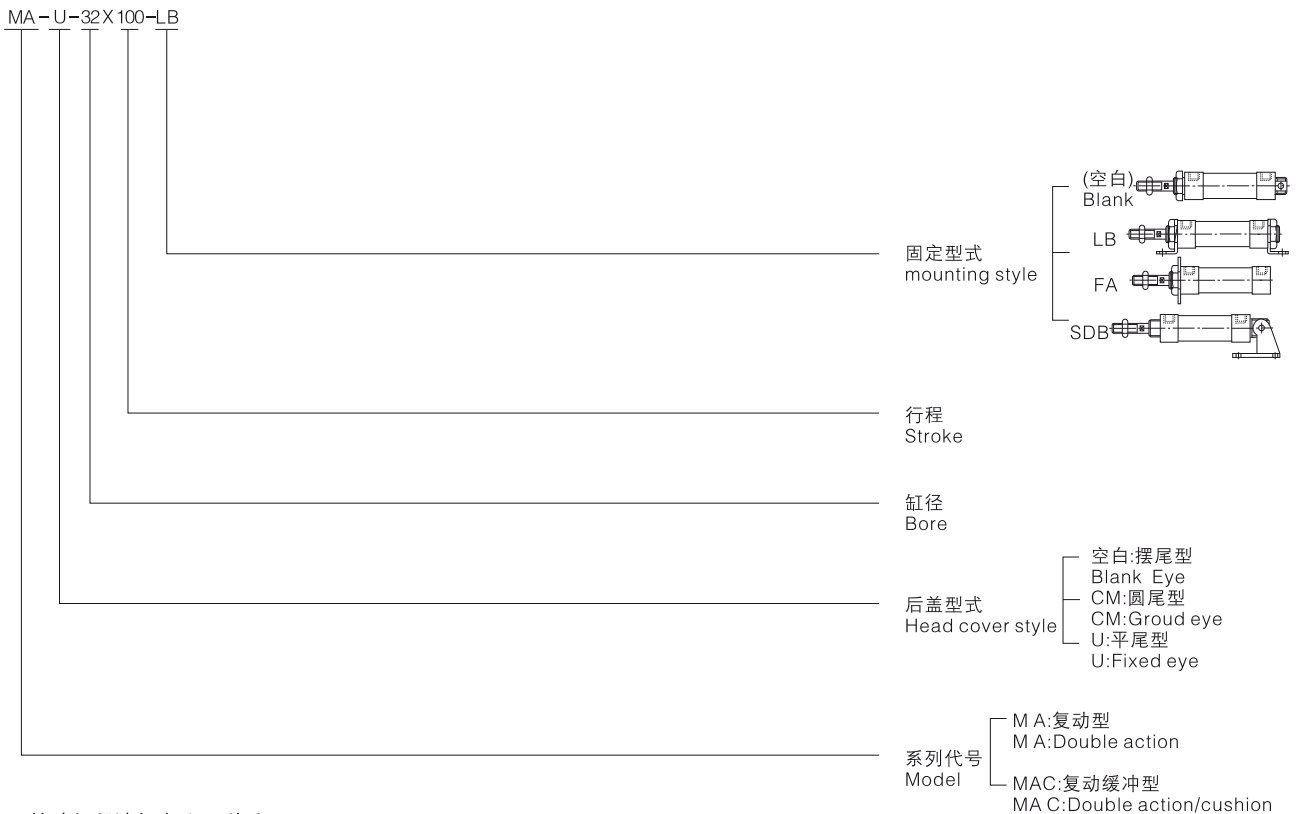 MA-U-32X100-LB
(空白)
Blank
LB
固定型式
mounting style
FA
SDB
行程
Stroke
缸径
Bore
空白:摆尾型
Blank Eye
后盖型式
Head cover style
CM:圆尾型
CM:Groud eye
U:平尾型
U:Fixed eye
系列代号
Model
M A:复动型
M A:Double action
MAC:复动缓冲型
MA C:Double action/cushion